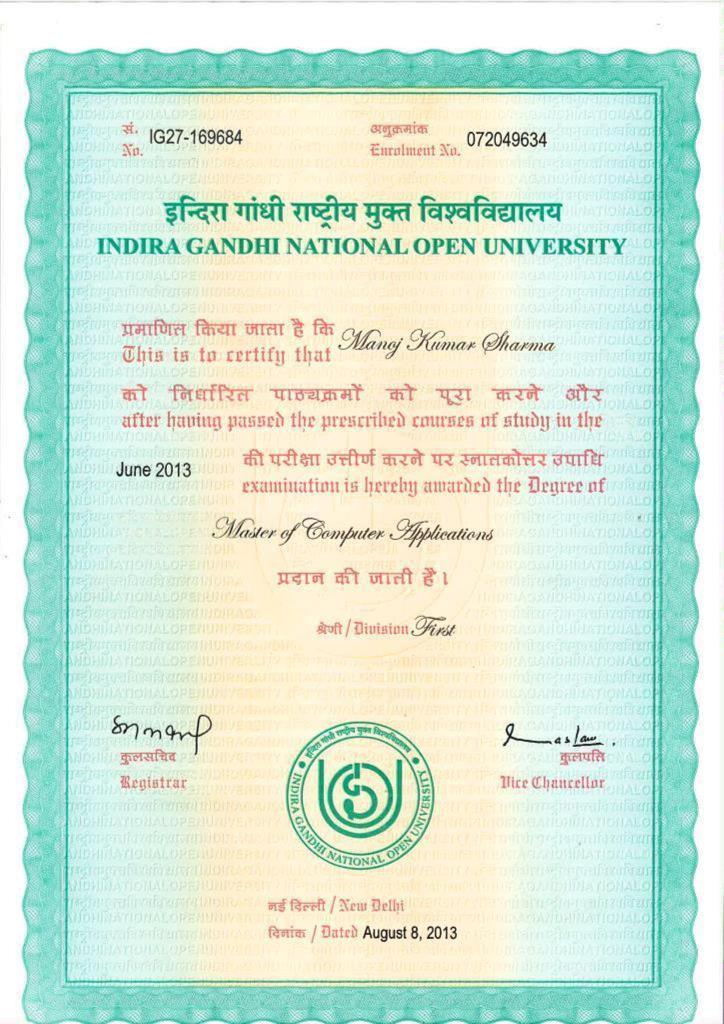 सं.
No. IG27-169684
अनुक्रमांक
Enrolment No. 072049634
इन्दिरा गांधी राष्ट्रीय मुक्त विश्वविद्यालय
INDIRA GANDHI NATIONAL OPEN UNIVERSITY
प्रमाणित किया जाता है कि
This is to certify that Manoj Kumar Sharma
को निर्धारित पाठ्यक्रमों को पूरा करने और
after having passed the prescribed courses of study in the
की परीक्षा उत्तीर्ण करने पर स्नातकोत्तर उपाधि
June 2013 examination is hereby awarded the Degree of
Master of Computer Applications
प्रदान की जाती है।
श्रेणी / Division First
कुलसचिव
Registrar
कुलपति
Vice Chancellor
इन्दिरा गांधी राष्ट्रीय मुक्त विश्वविद्यालय
INDIRA GANDHI NATIONAL OPEN UNIVERSITY
नई दिल्ली / New Delhi
दिनांक / Dated August 8, 2013